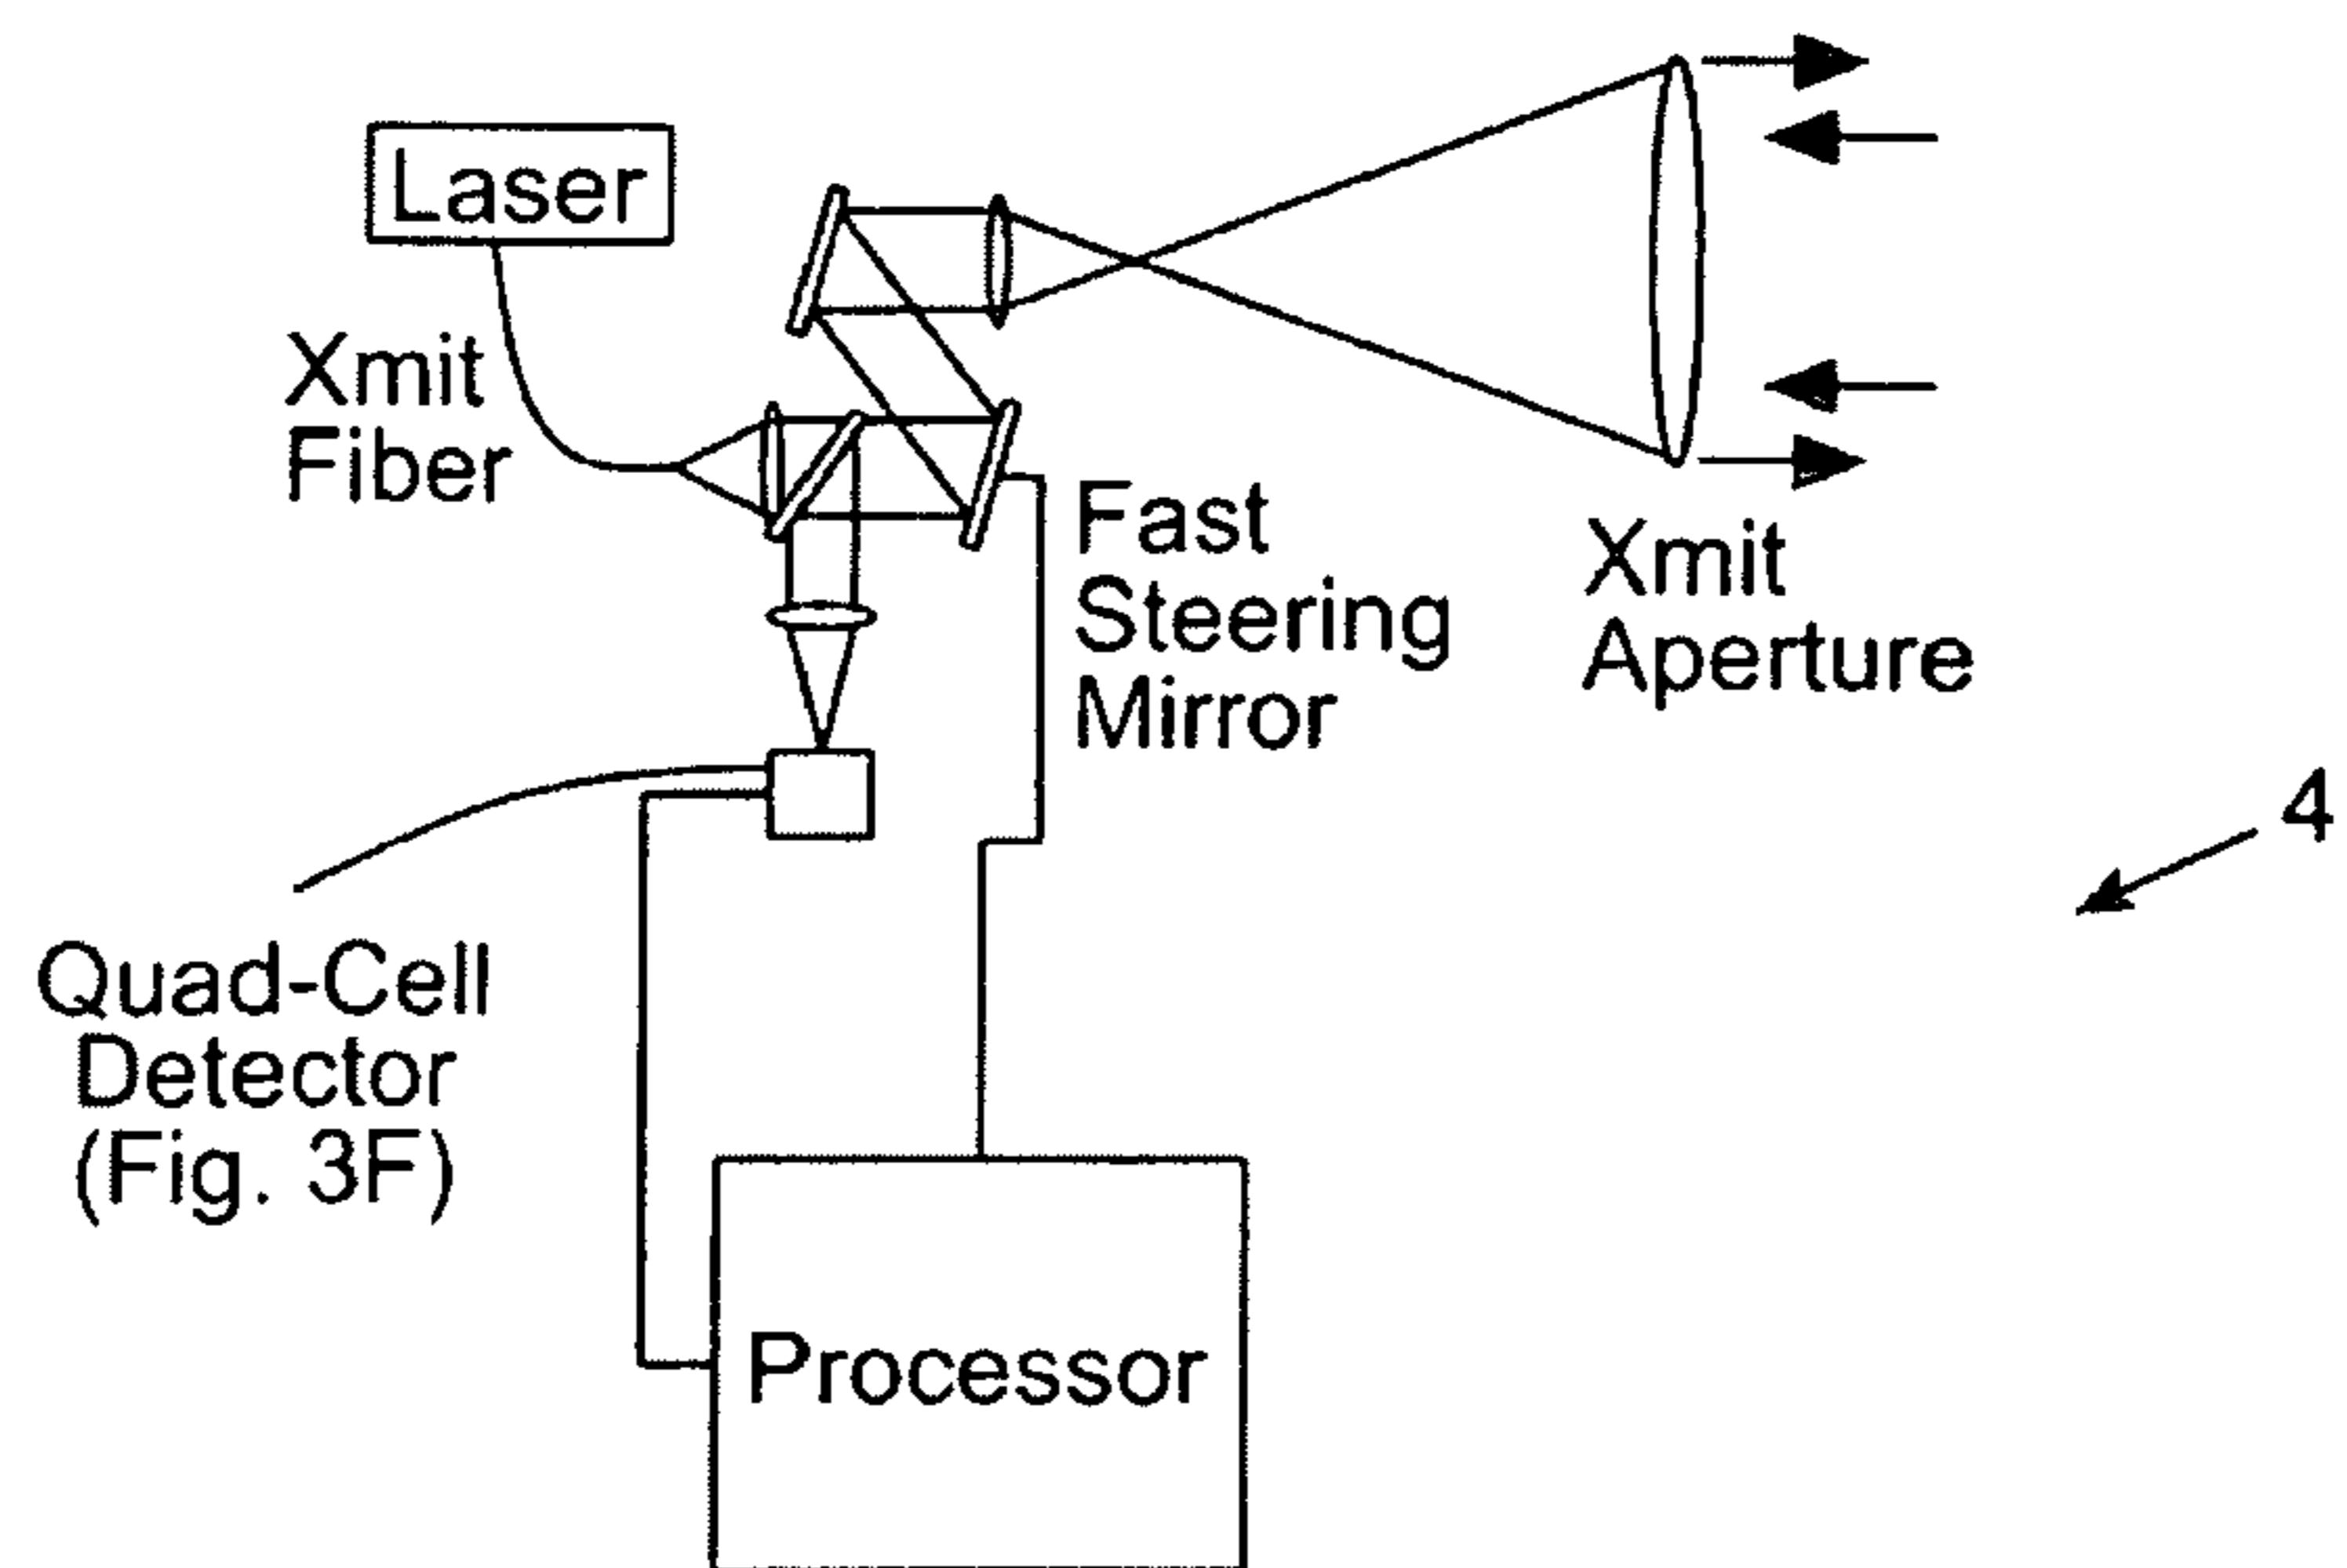 Laser
Xmit
Fiber
Fast
Steering
Mirror
Xmit
Aperture
4
Quad-Cell
Detector
(Fig. 3F)
Processor